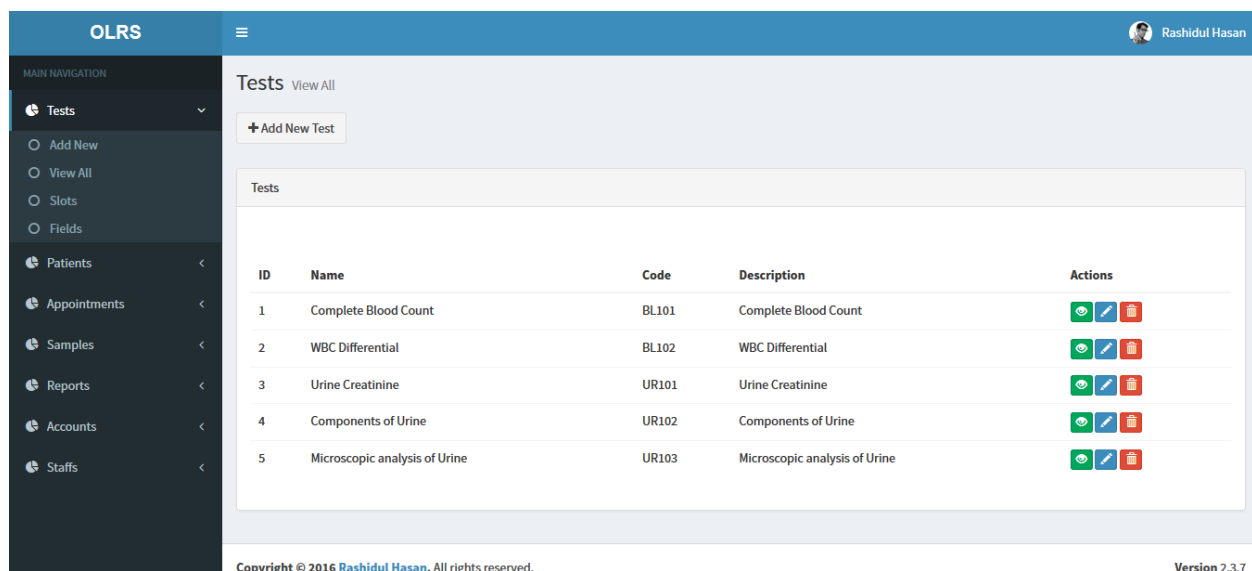 OLRS
Rashidul Hasan
MAIN NAVIGATION
Tests
Add New
View All
Slots
Fields
Patients
Appointments
Samples
Reports
Accounts
Staffs
Tests View All
Add New Test
Tests
ID Name Code Description Actions
1 Complete Blood Count BL101 Complete Blood Count
2 WBC Differential BL102 WBC Differential
3 Urine Creatinine UR101 Urine Creatinine
4 Components of Urine UR102 Components of Urine
5 Microscopic analysis of Urine UR103 Microscopic analysis of Urine
Copyright © 2016 Rashidul Hasan. All rights reserved.
Version 2.3.7